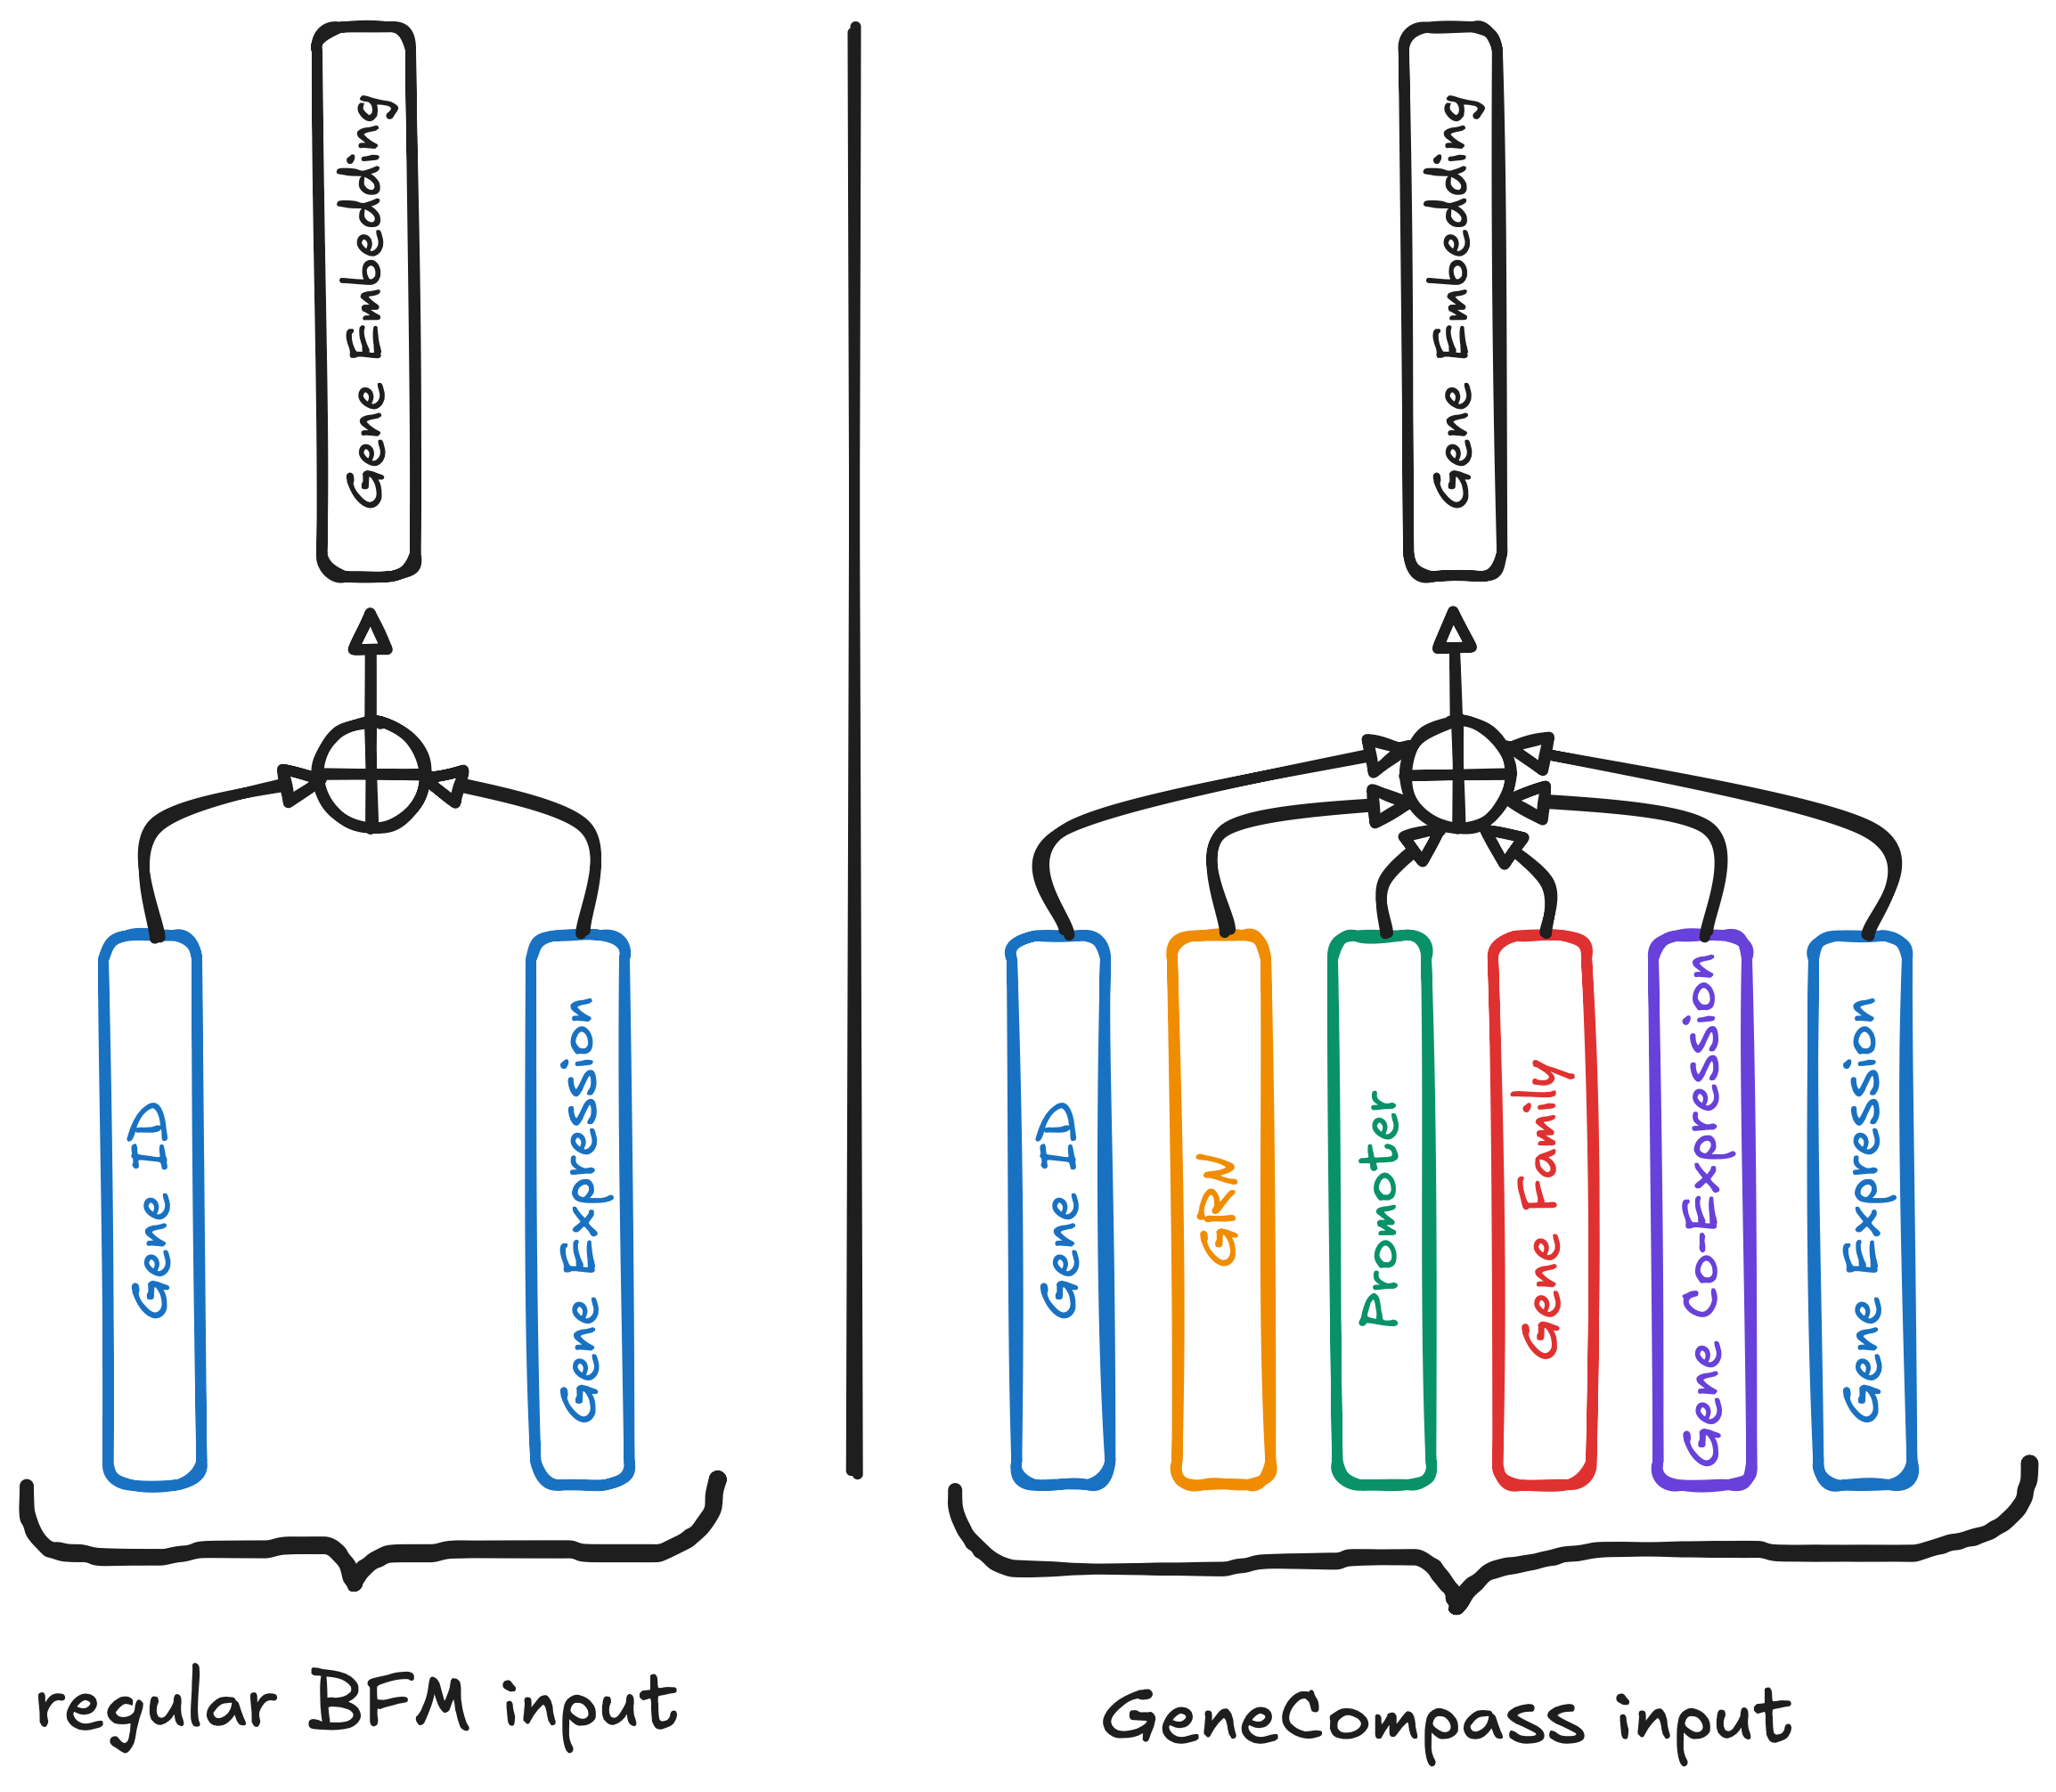 Gene Embedding
Gene ID
Gene Expression
regular BFM input
Gene Embedding
Gene ID
GRN
Promoter
Gene Family
Gene Co-Expression
Gene Expression
GeneCompass input